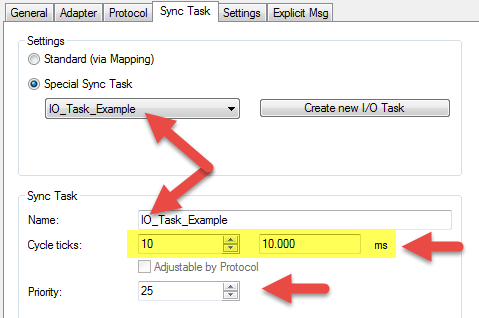 General Adapter Protocol Sync Task Settings Explicit Msg
Settings
Standard (via Mapping)
Special Sync Task
IO_Task_Example Create new I/O Task
Sync Task
Name: IO_Task_Example
Cycle ticks: 10 10.000 ms
Adjustable by Protocol
Priority: 25